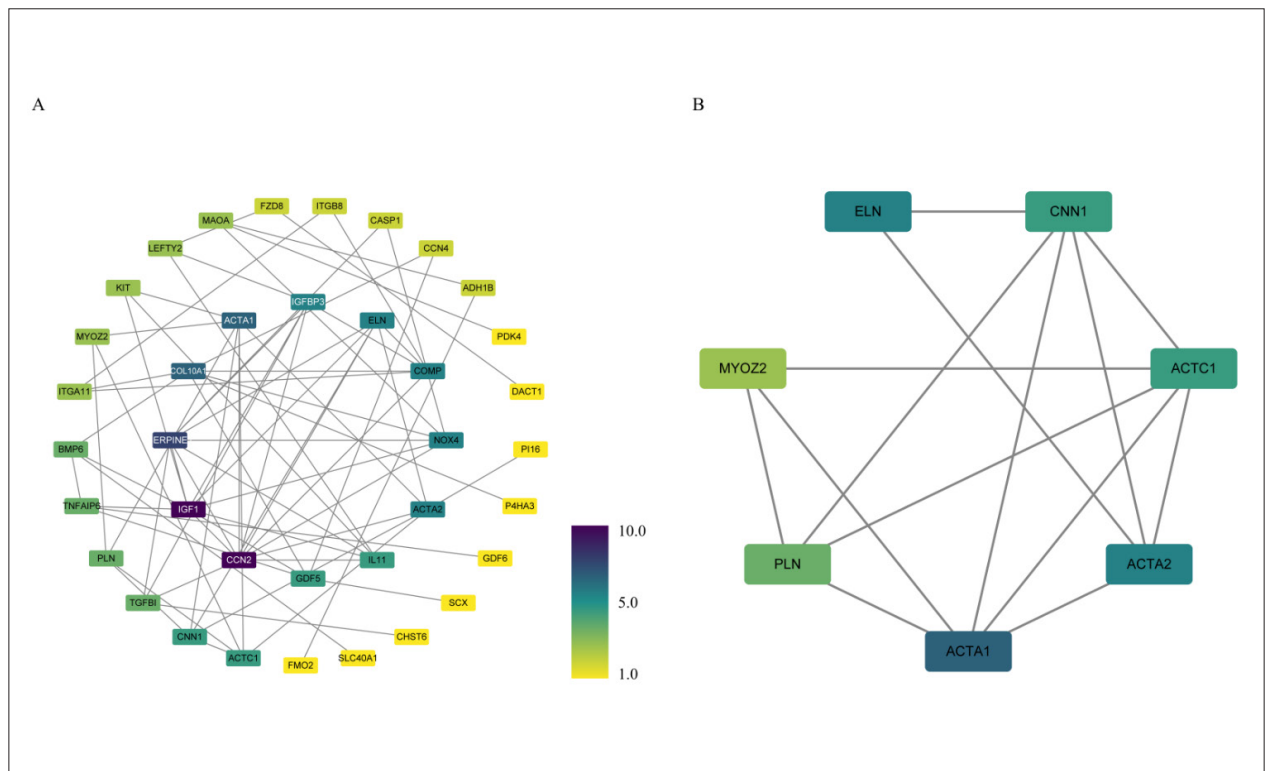 A
B
FZD8
ITGB8
MAOA
CASP1
LEFTY2
CCN4
KIT
ADH1B
IGFBP3
ACTA1
ELN
MYOZ2
PDK4
COL10A1
COMP
ITGA11
DACT1
ERPINE
NOX4
BMP6
PI16
TNFAIP6
IGF1
ACTA2
P4HA3
PLN
CCN2
IL11
GDF6
GDF5
TGFBI
SCX
CNN1
CHST6
ACTC1
FMO2
SLC40A1
10.0
5.0
1.0
ELN
CNN1
MYOZ2
ACTC1
PLN
ACTA2
ACTA1